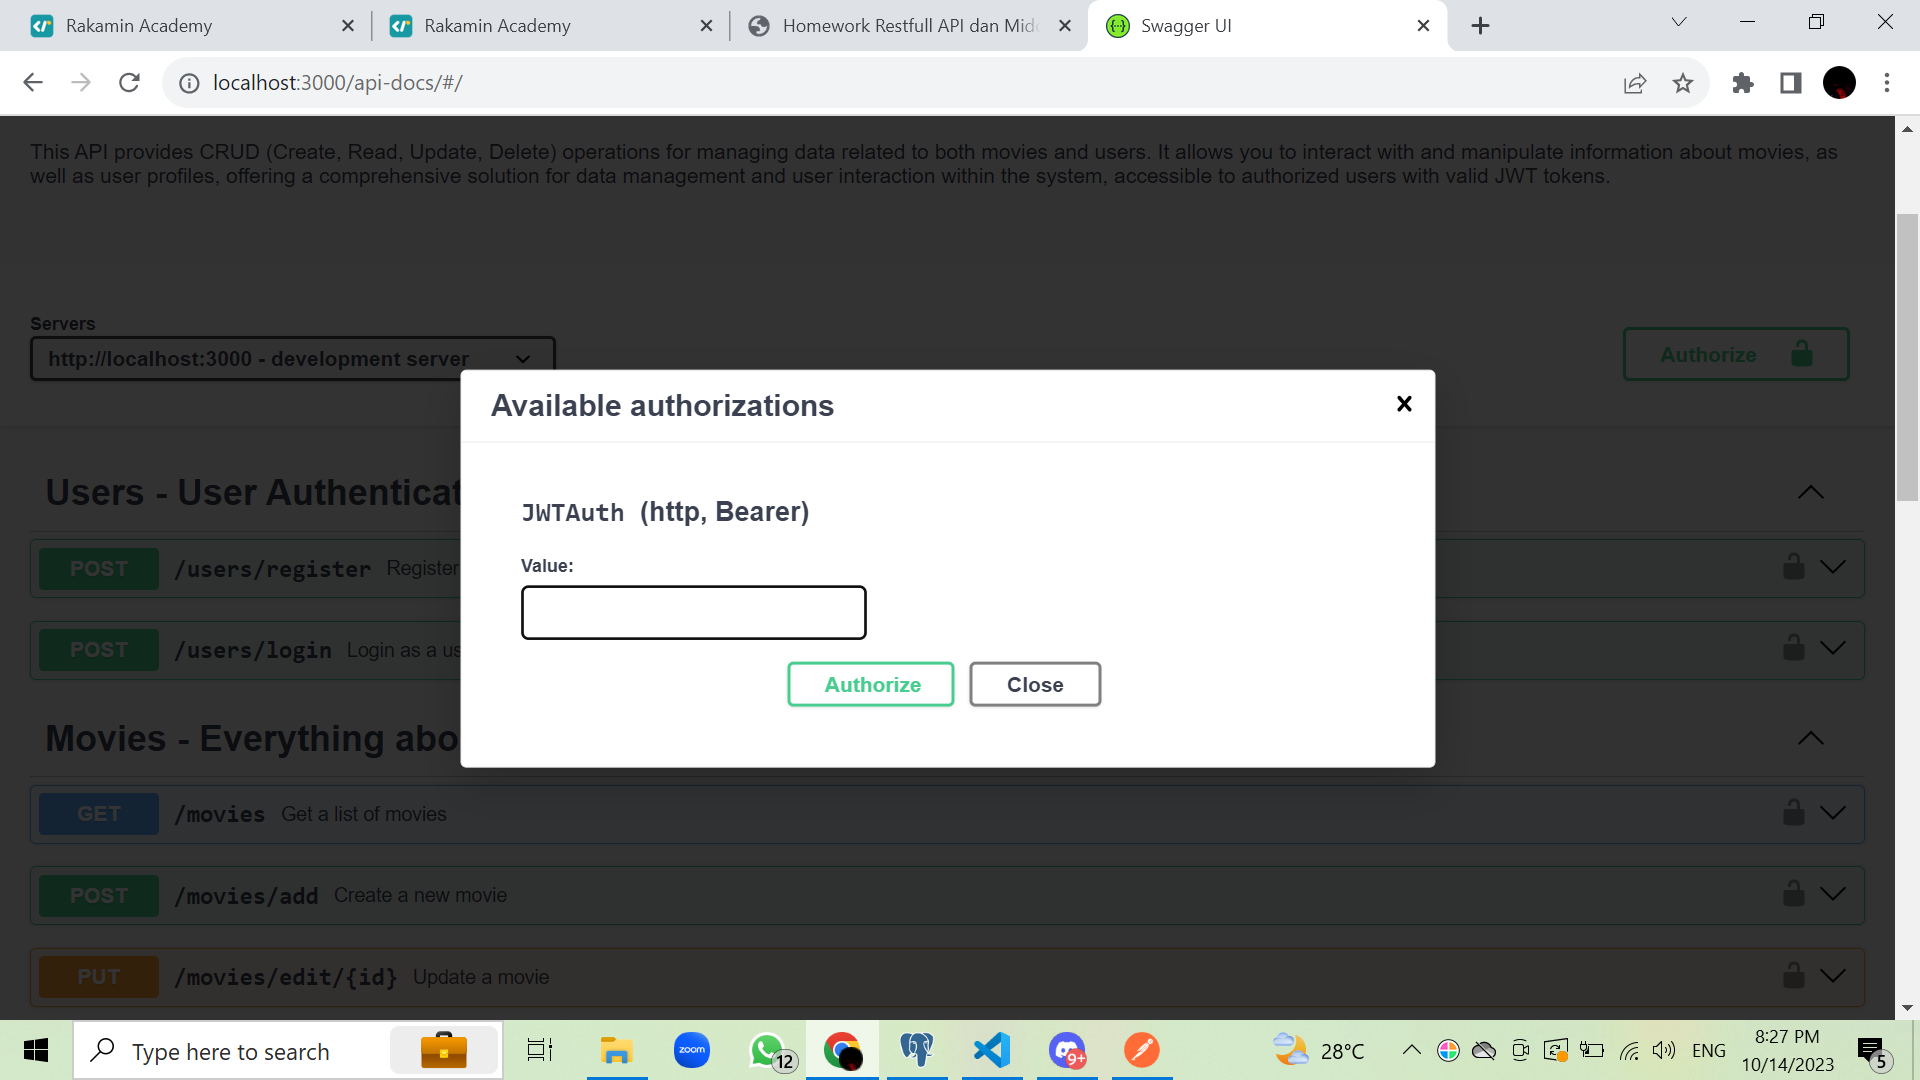 Rakamin Academy
Rakamin Academy
Homework Restfull API dan Mid
Swagger UI
localhost:3000/api-docs/#/
This API provides CRUD (Create, Read, Update, Delete) operations for managing data related to both movies and users. It allows you to interact with and manipulate information about movies, as
well as user profiles, offering a comprehensive solution for data management and user interaction within the system, accessible to authorized users with valid JWT tokens.
Servers
http://localhost:3000 - development server
Authorize
Available authorizations
JWTAuth (http, Bearer)
Value:
Authorize
Close
Users - User Authenticat
POST /users/register Register
POST /users/login Login as a us
Movies - Everything abo
GET /movies Get a list of movies
POST /movies/add Create a new movie
PUT /movies/edit/{id} Update a movie
Type here to search
zoom
12
9+
28°C
ENG
8:27 PM
10/14/2023
5